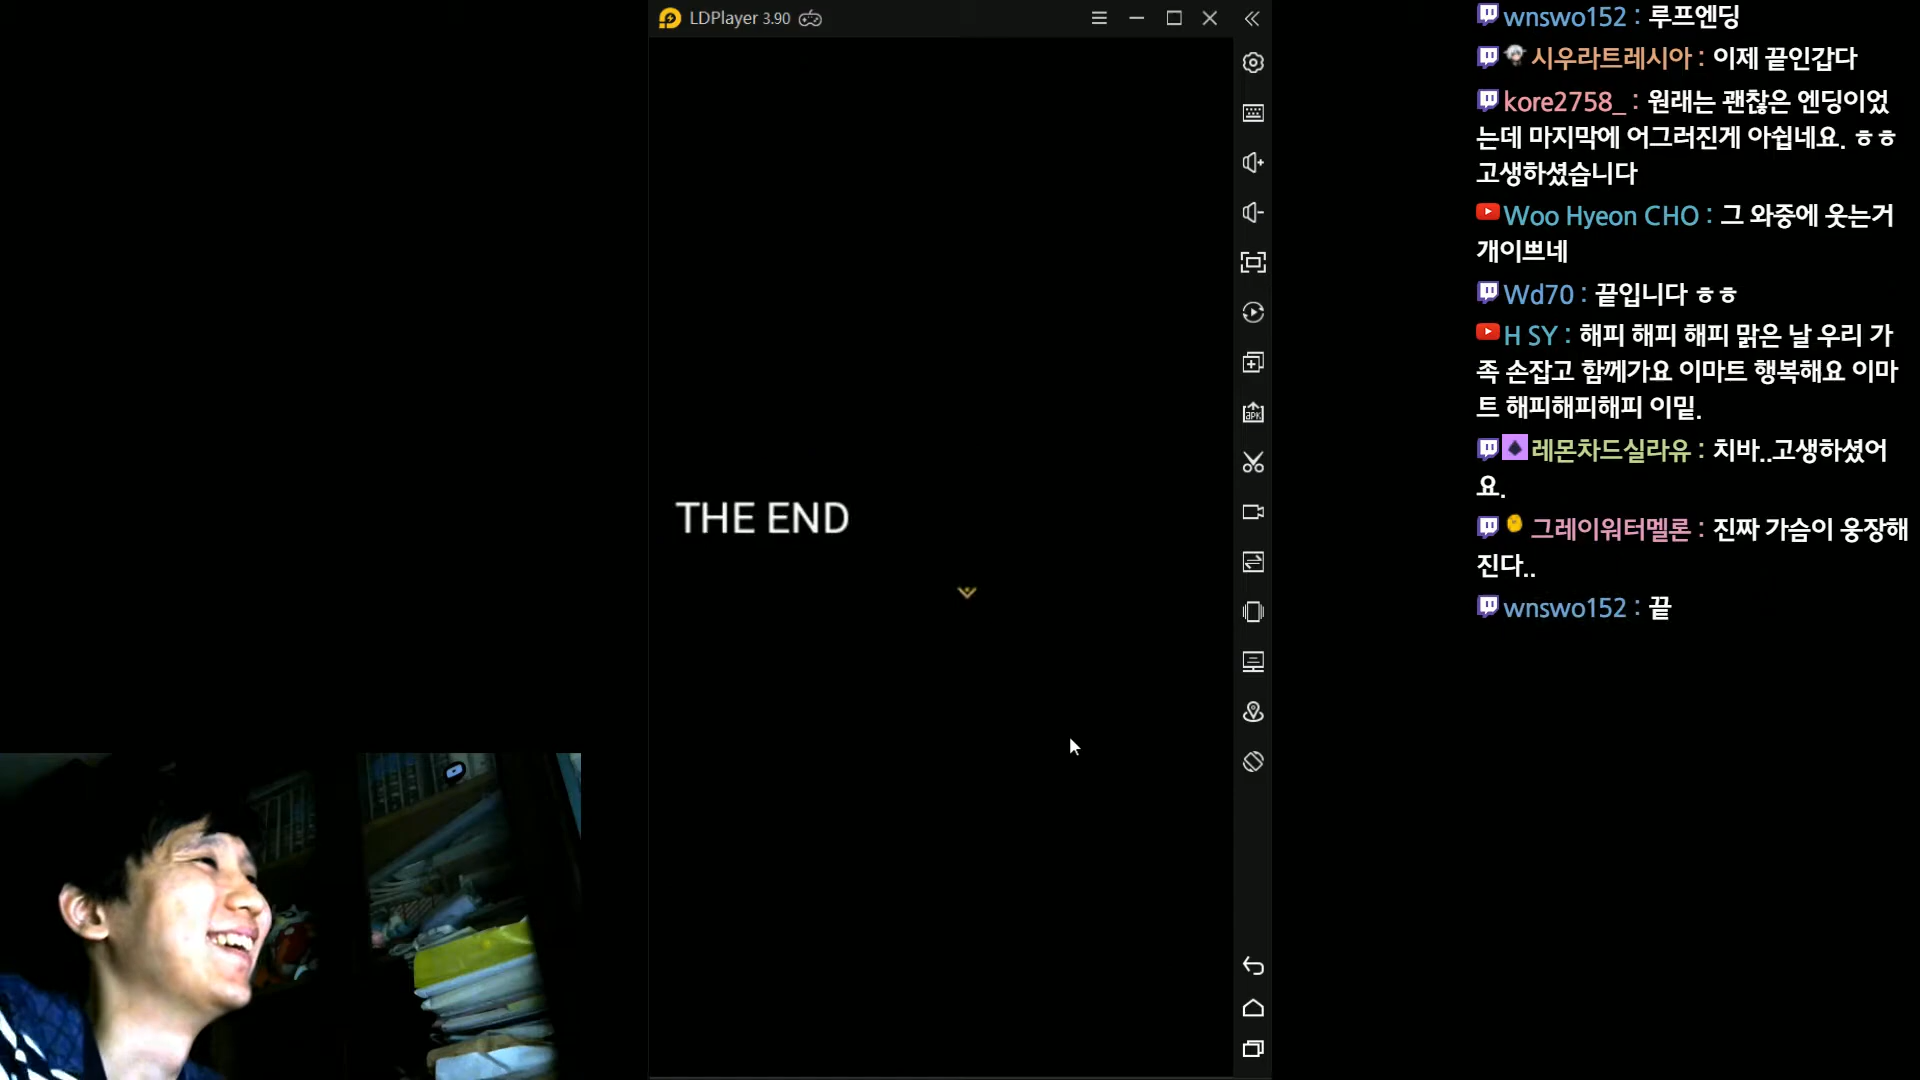 LDPlayer 3.90
THE END
APK
wnswo152 : 루프엔딩
시우라트레시아 : 이제 끝인갑다
kore2758_ : 원래는 괜찮은 엔딩이었
는데 마지막에 어그러진게 아쉽네요. ㅎㅎ
고생하셨습니다
Woo Hyeon CHO : 그 와중에 웃는거
개이쁘네
Wd70 : 끝입니다 ㅎㅎ
H SY : 해피 해피 해피 맑은 날 우리 가
족 손잡고 함께가요 이마트 행복해요 이마
트 해피해피해피 이밑.
레몬차드실라유 : 치바..고생하셨어
요.
그레이워터멜론 : 진짜 가슴이 웅장해
진다..
wnswo152 : 끝